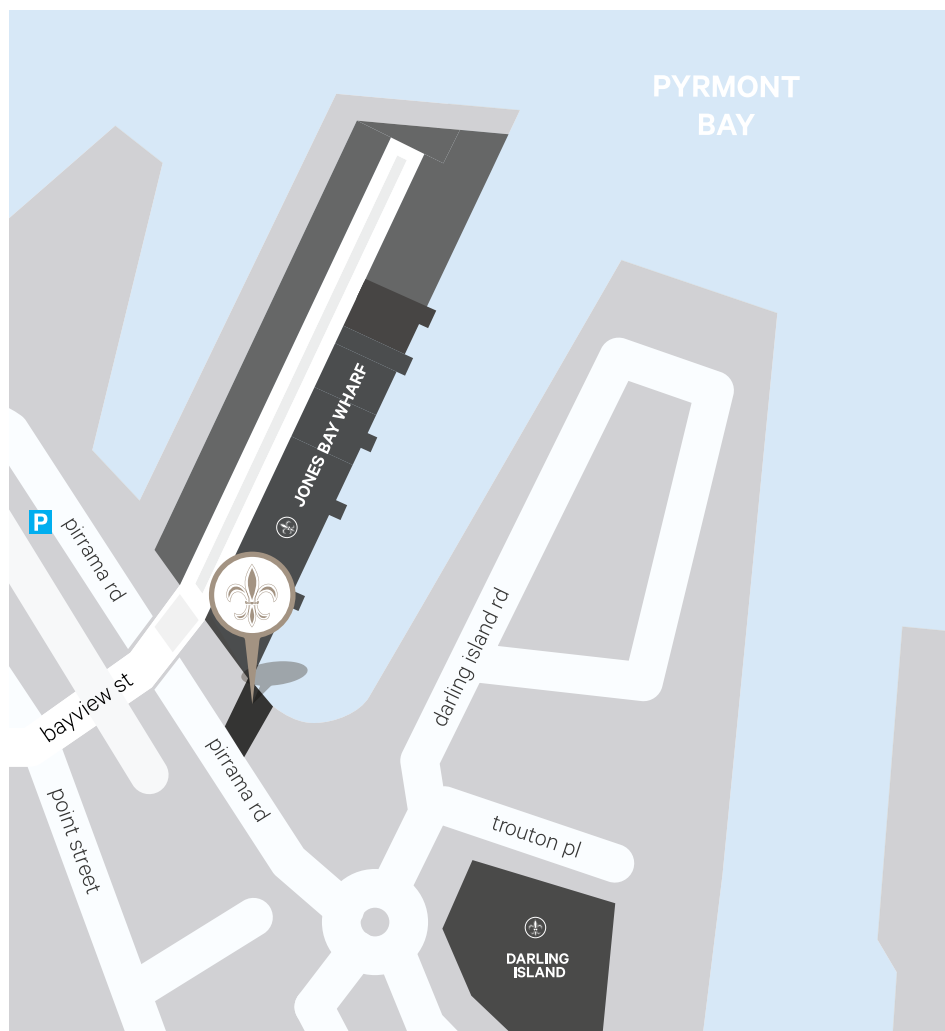 PYRMONT
BAY
JONES BAY WHARF
P
pirrama rd
darling island rd
bayview st
pirrama rd
point street
trouton pl
DARLING
ISLAND